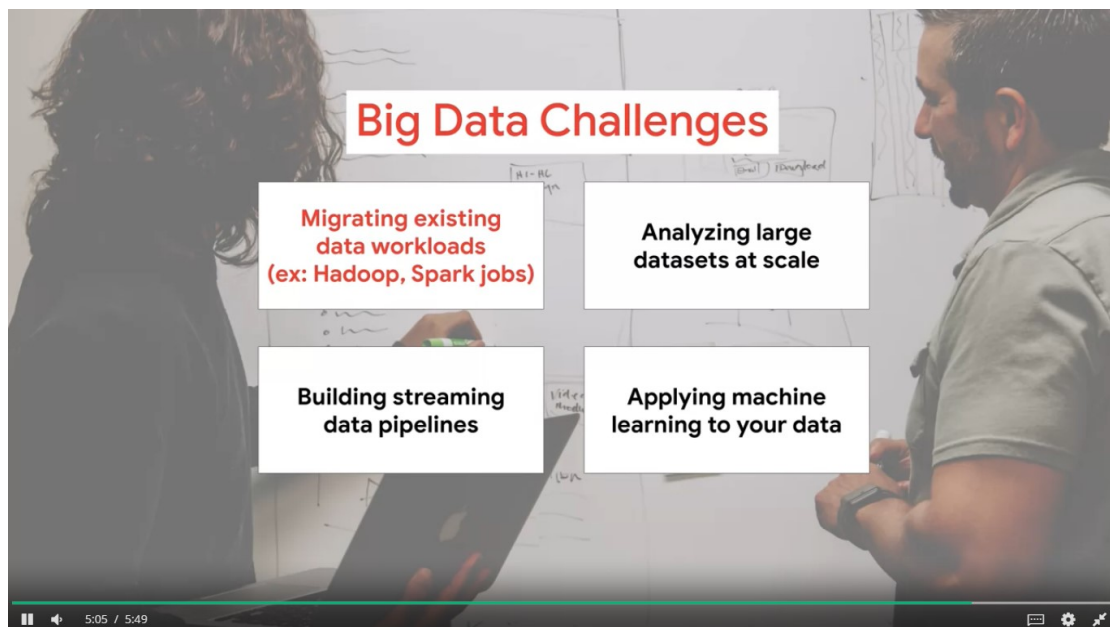 Big Data Challenges
Migrating existing
data workloads
(ex: Hadoop, Spark jobs)
Analyzing large
datasets at scale
Building streaming
data pipelines
Applying machine
learning to your data
5:05 / 5:49